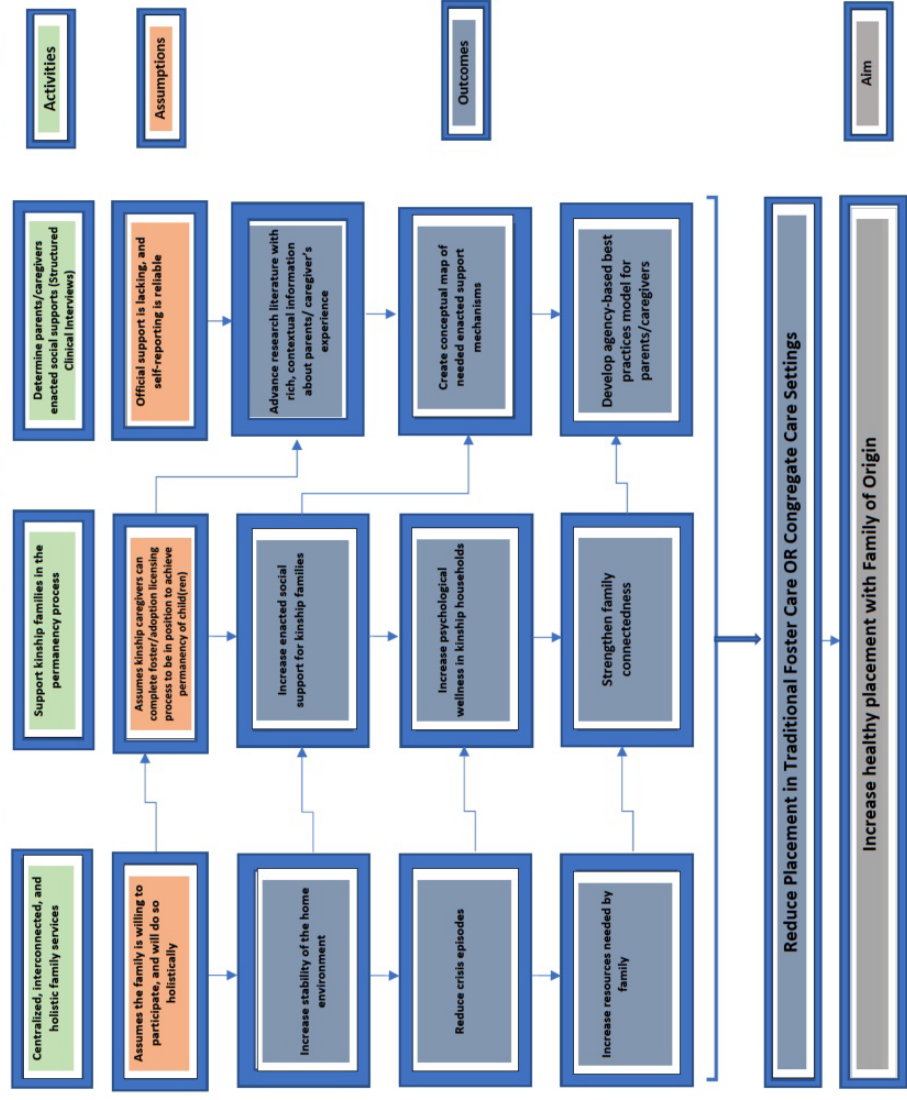 Centralized, interconnected, and
holistic family services
Support kinship families in the
permanency process
Determine parents/caregivers
enacted social supports (Structured
Clinical Interviews)
Activities
Assumes the family is willing to
participate, and will do so
holistically
Assumes kinship caregivers can
complete foster/adoption licensing
process to be in position to achieve
permanency of child(ren)
Official support is lacking, and
self-reporting is reliable
Assumptions
Increase stability of the home
environment
Increase enacted social
support for kinship families
Advance research literature with
rich, contextual information
about parents/ caregiver's
experience
Reduce crisis episodes
Increase psychological
wellness in kinship households
Create conceptual map of
needed enacted support
mechanisms
Outcomes
Increase resources needed by
family
Strengthen family
connectedness
Develop agency-based best
practices model for
parents/caregivers
Reduce Placement in Traditional Foster Care OR Congregate Care Settings
Increase healthy placement with Family of Origin
Aim